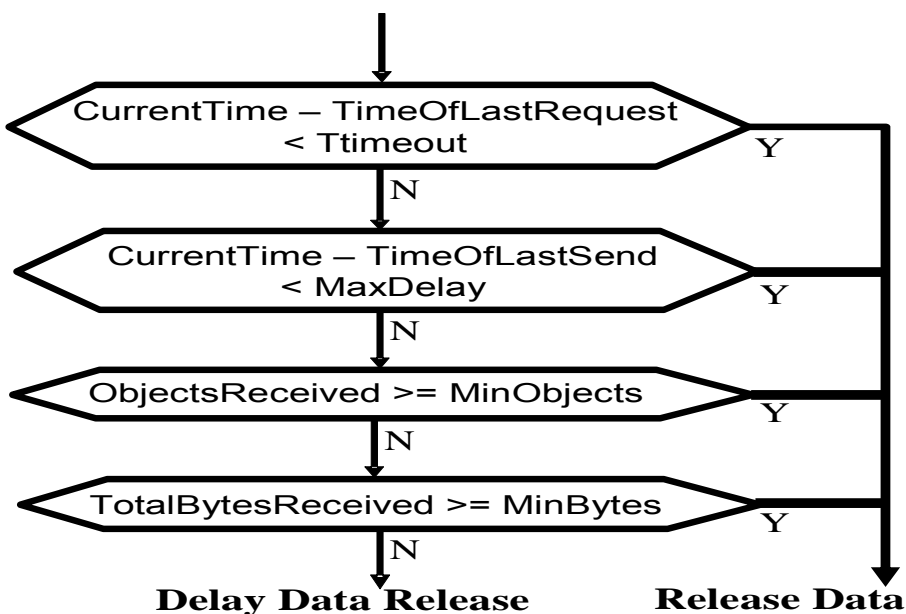 CurrentTime – TimeOfLastRequest
< Ttimeout
Y
N
CurrentTime – TimeOfLastSend
< MaxDelay
Y
N
ObjectsReceived >= MinObjects
Y
N
TotalBytesReceived >= MinBytes
Y
N
Delay Data Release
Release Data